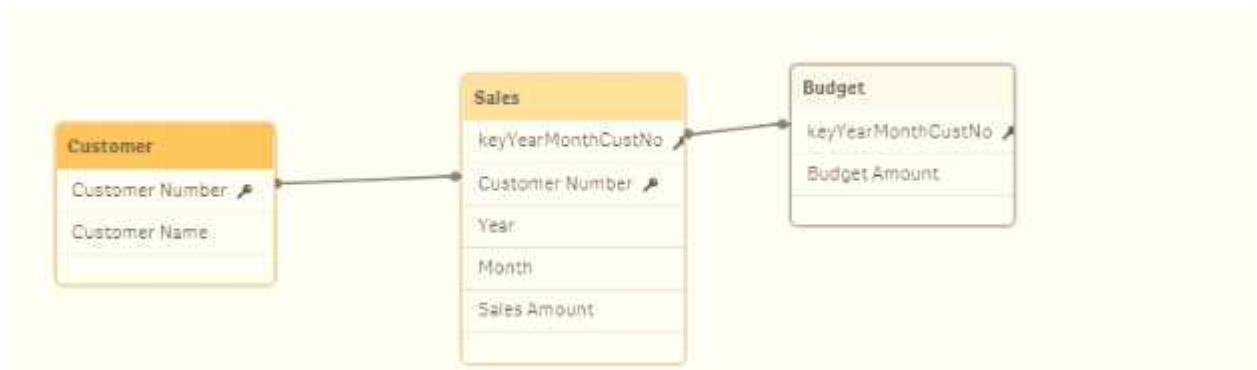 Customer
Customer Number
Customer Name
Sales
keyYearMonthCustNo
Customer Number
Year
Month
Sales Amount
Budget
keyYearMonthCustNo
Budget Amount